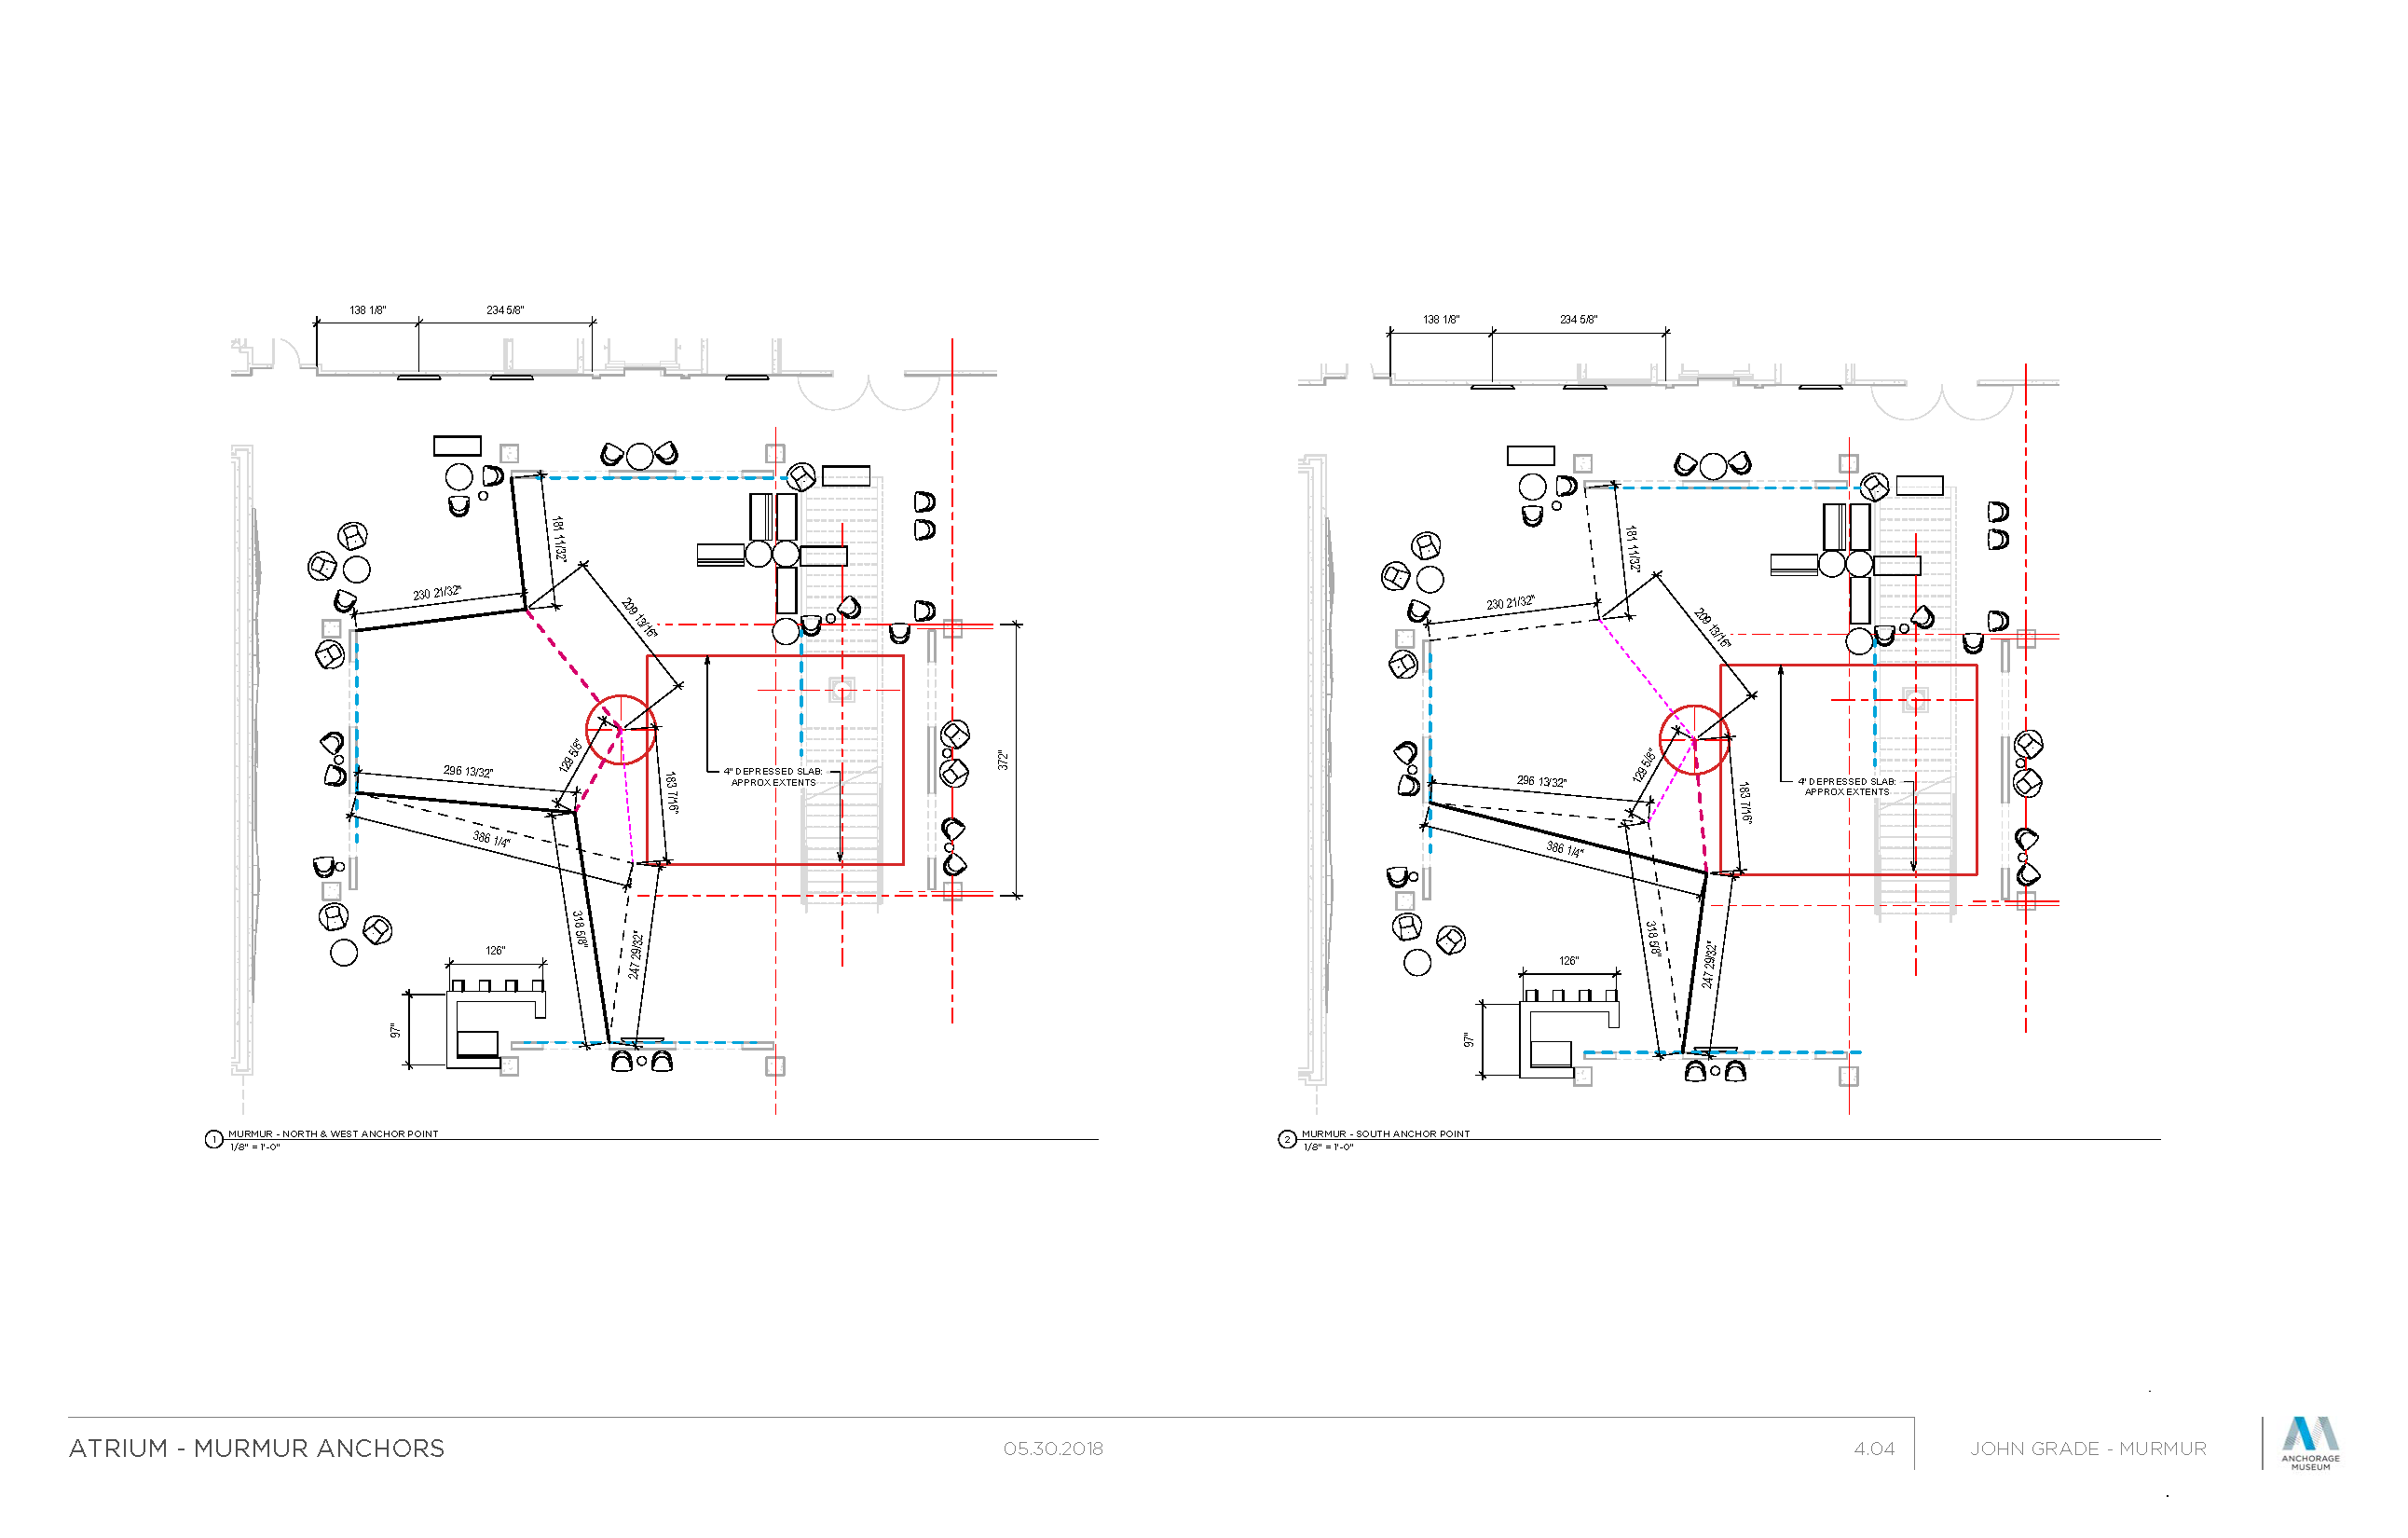 138 1/8"
234 5/8"
181 11/32"
230 21/32"
209 13/16"
129 5/8"
296 13/32"
183 7/16"
4" DEPRESSED SLAB:
APPROX EXTENTS
372"
386 1/4"
318 5/8"
247 29/32"
126"
97"
1
MURMUR - NORTH & WEST ANCHOR POINT
1/8" = 1'-0"
138 1/8"
234 5/8"
181 11/32"
230 21/32"
209 13/16"
129 5/8"
296 13/32"
183 7/16"
4" DEPRESSED SLAB:
APPROX EXTENTS
386 1/4"
318 5/8"
247 29/32"
126"
97"
2
MURMUR - SOUTH ANCHOR POINT
1/8" = 1'-0"
ATRIUM - MURMUR ANCHORS
05.30.2018
4.04
JOHN GRADE - MURMUR
ANCHORAGE
MUSEUM